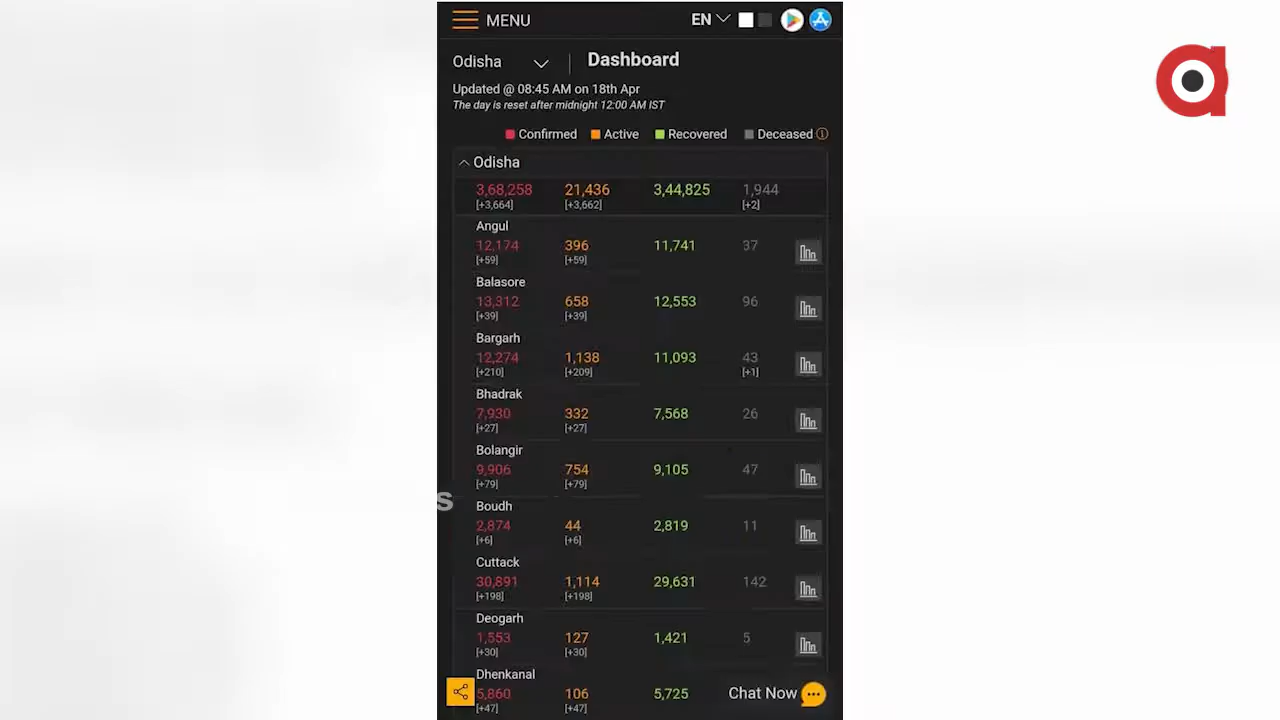 MENU EN
Odisha Dashboard
Updated @ 08:45 AM on 18th Apr
The day is reset after midnight 12:00 AM IST
Confirmed Active Recovered Deceased
Odisha
3,68,258 21,436 3,44,825 1,944
[+3,664] [+3,662] [+2]
Angul
12,174 396 11,741 37
[+59] [+59]
Balasore
13,312 658 12,553 96
[+39] [+39]
Bargarh
12,274 1,138 11,093 43
[+210] [+209] [+1]
Bhadrak
7,930 332 7,568 26
[+27] [+27]
Bolangir
9,906 754 9,105 47
[+79] [+79]
s
Boudh
2,874 44 2,819 11
[+6] [+6]
Cuttack
30,891 1,114 29,631 142
[+198] [+198]
Deogarh
1,553 127 1,421 5
[+30] [+30]
Dhenkanal
5,860 106 5,725 Chat Now
[+47] [+47]